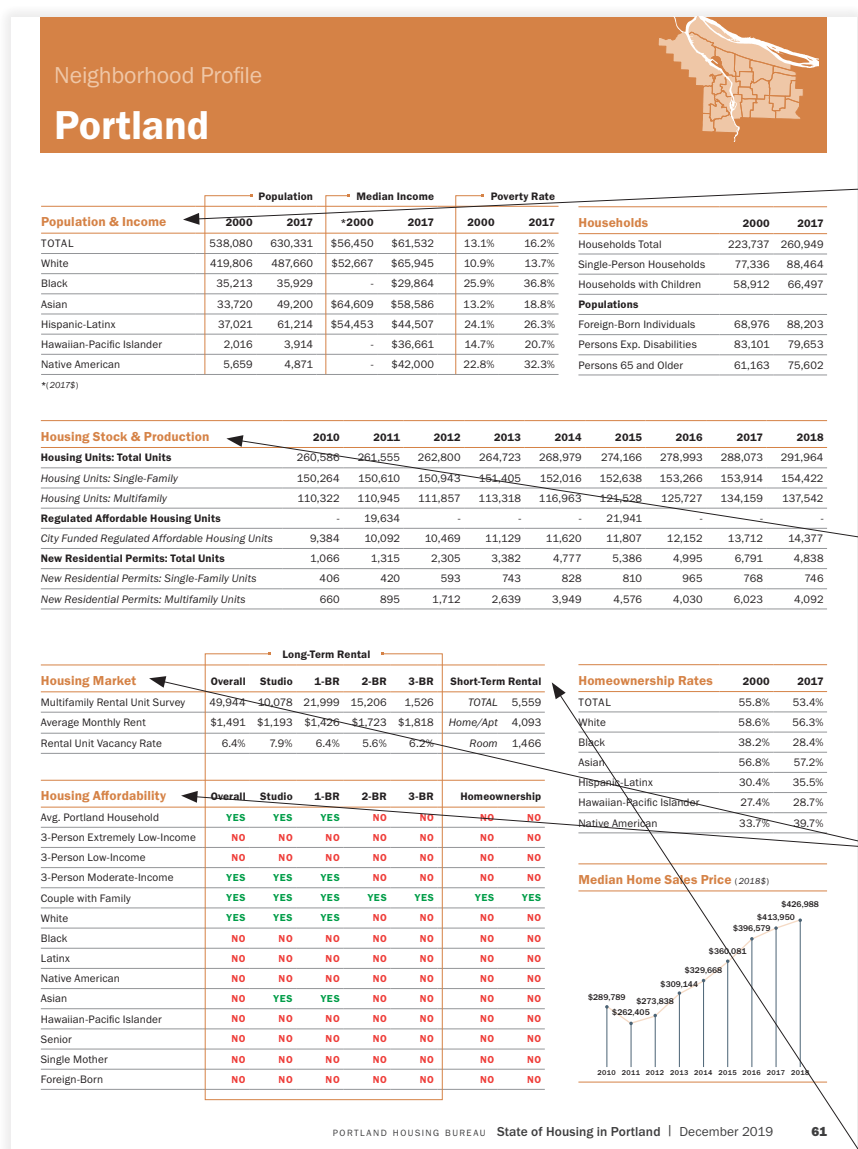 Neighborhood Profile
Portland
Population Median Income Poverty Rate
Population & Income 2000 2017 *2000 2017 2000 2017
TOTAL 538,080 630,331 $56,450 $61,532 13.1% 16.2%
White 419,806 487,660 $52,667 $65,945 10.9% 13.7%
Black 35,213 35,929 - $29,864 25.9% 36.8%
Asian 33,720 49,200 $64,609 $58,586 13.2% 18.8%
Hispanic-Latinx 37,021 61,214 $54,453 $44,507 24.1% 26.3%
Hawaiian-Pacific Islander 2,016 3,914 - $36,661 14.7% 20.7%
Native American 5,659 4,871 - $42,000 22.8% 32.3%
*(2017$)
Households 2000 2017
Households Total 223,737 260,949
Single-Person Households 77,336 88,464
Households with Children 58,912 66,497
Populations
Foreign-Born Individuals 68,976 88,203
Persons Exp. Disabilities 83,101 79,653
Persons 65 and Older 61,163 75,602
Housing Stock & Production 2010 2011 2012 2013 2014 2015 2016 2017 2018
Housing Units: Total Units 260,586 261,555 262,800 264,723 268,979 274,166 278,993 288,073 291,964
Housing Units: Single-Family 150,264 150,610 150,943 151,405 152,016 152,638 153,266 153,914 154,422
Housing Units: Multifamily 110,322 110,945 111,857 113,318 116,963 121,528 125,727 134,159 137,542
Regulated Affordable Housing Units - 19,634 - - - 21,941 - - -
City Funded Regulated Affordable Housing Units 9,384 10,092 10,469 11,129 11,620 11,807 12,152 13,712 14,377
New Residential Permits: Total Units 1,066 1,315 2,305 3,382 4,777 5,386 4,995 6,791 4,838
New Residential Permits: Single-Family Units 406 420 593 743 828 810 965 768 746
New Residential Permits: Multifamily Units 660 895 1,712 2,639 3,949 4,576 4,030 6,023 4,092
Long-Term Rental
Housing Market Overall Studio 1-BR 2-BR 3-BR Short-Term Rental
Multifamily Rental Unit Survey 49,944 10,078 21,999 15,206 1,526 TOTAL 5,559
Average Monthly Rent $1,491 $1,193 $1,426 $1,723 $1,818 Home/Apt 4,093
Rental Unit Vacancy Rate 6.4% 7.9% 6.4% 5.6% 6.2% Room 1,466
Homeownership Rates 2000 2017
TOTAL 55.8% 53.4%
White 58.6% 56.3%
Black 38.2% 28.4%
Asian 56.8% 57.2%
Hispanic-Latinx 30.4% 35.5%
Hawaiian-Pacific Islander 27.4% 28.7%
Native American 33.7% 39.7%
Housing Affordability Overall Studio 1-BR 2-BR 3-BR Homeownership
Avg. Portland Household YES YES YES NO NO NO NO
3-Person Extremely Low-Income NO NO NO NO NO NO NO
3-Person Low-Income NO NO NO NO NO NO NO
3-Person Moderate-Income YES YES YES NO NO NO NO
Couple with Family YES YES YES YES YES YES YES
White YES YES YES NO NO NO NO
Black NO NO NO NO NO NO NO
Latinx NO NO NO NO NO NO NO
Native American NO NO NO NO NO NO NO
Asian NO YES YES NO NO NO NO
Hawaiian-Pacific Islander NO NO NO NO NO NO NO
Senior NO NO NO NO NO NO NO
Single Mother NO NO NO NO NO NO NO
Foreign-Born NO NO NO NO NO NO NO
Median Home Sales Price (2018$)
$289,789 $262,405 $273,838 $309,144 $329,668 $360,081 $396,579 $413,950 $426,988
2010 2011 2012 2013 2014 2015 2016 2017 2018
PORTLAND HOUSING BUREAU State of Housing in Portland | December 2019 61